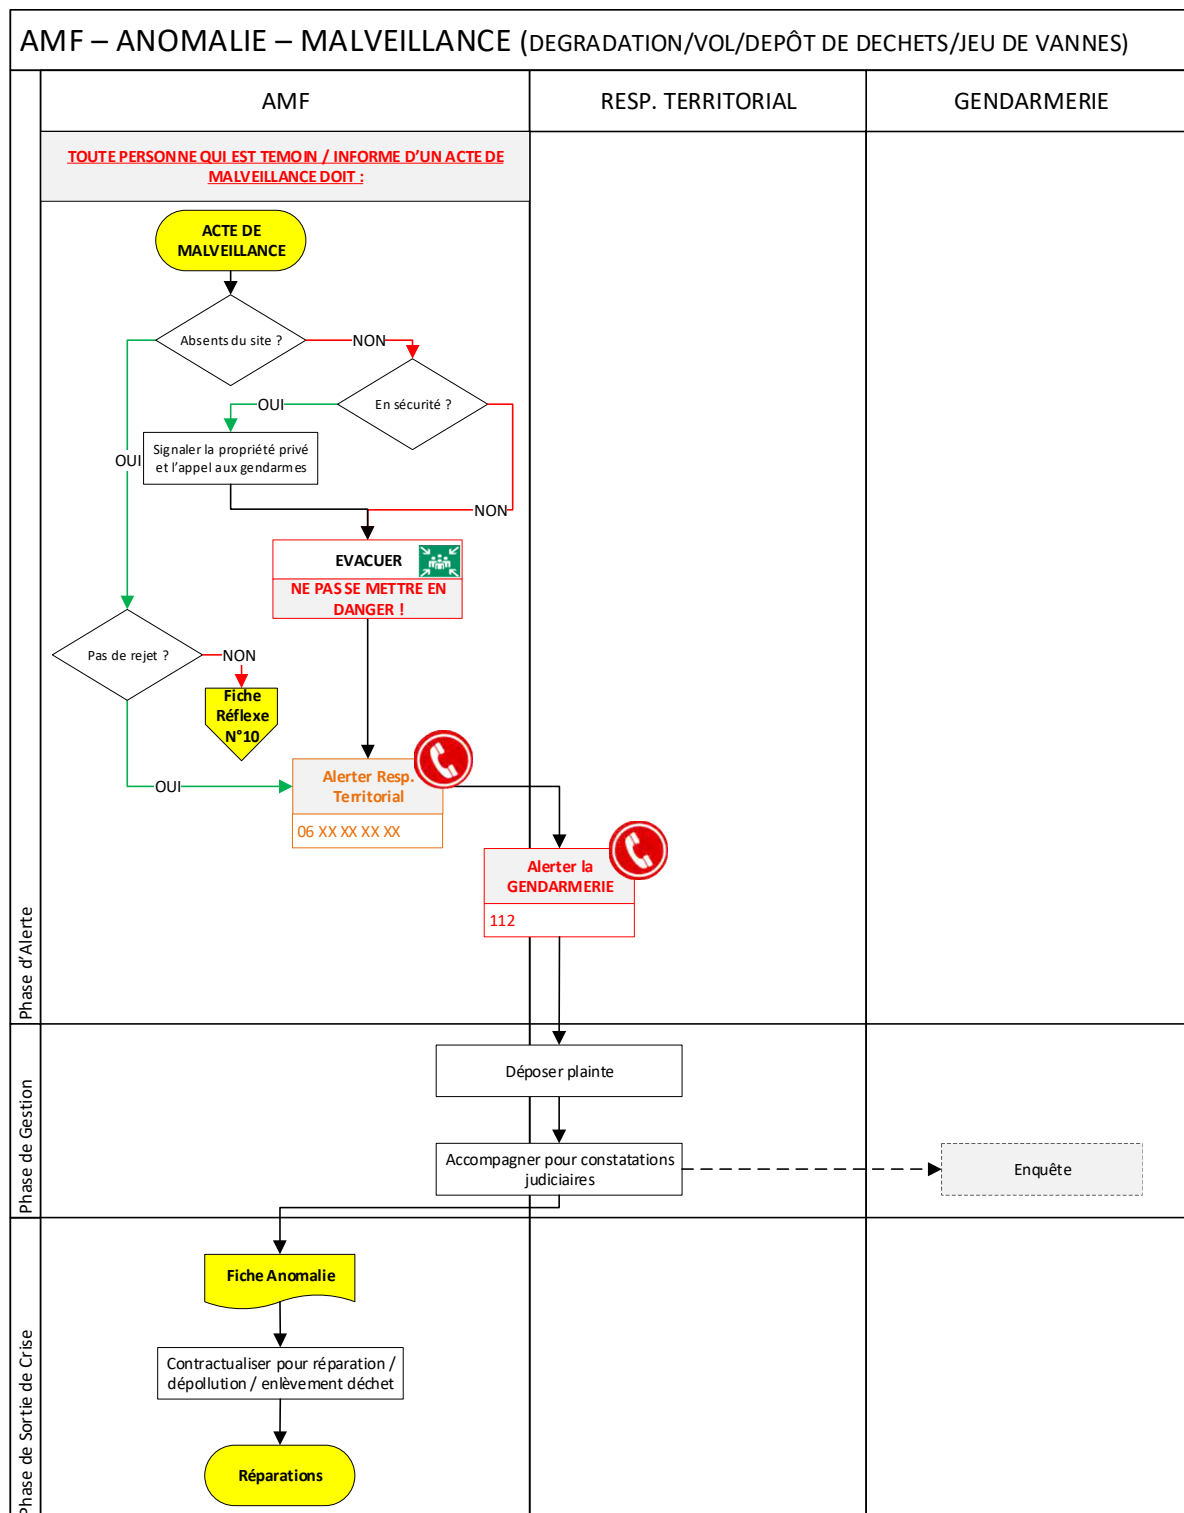 AMF – ANOMALIE – MALVEILLANCE (DEGRADATION/VOL/DEPÔT DE DECHETS/JEU DE VANNES)
AMF
RESP. TERRITORIAL
GENDARMERIE
TOUTE PERSONNE QUI EST TEMOIN / INFORME D'UN ACTE DE
MALVEILLANCE DOIT :
ACTE DE
MALVEILLANCE
Absents du site ?
NON
En sécurité ?
OUI
Signaler la propriété privé
et l'appel aux gendarmes
OUI
NON
EVACUER
NE PAS SE METTRE EN
DANGER !
Pas de rejet ?
NON
Fiche
Réflexe
N°10
OUI
Alerter Resp.
Territorial
06 XX XX XX XX
Alerter la
GENDARMERIE
112
Phase d'Alerte
Déposer plainte
Accompagner pour constatations
judiciaires
Enquête
Phase de Gestion
Fiche Anomalie
Contractualiser pour réparation /
dépollution / enlèvement déchet
Réparations
Phase de Sortie de Crise